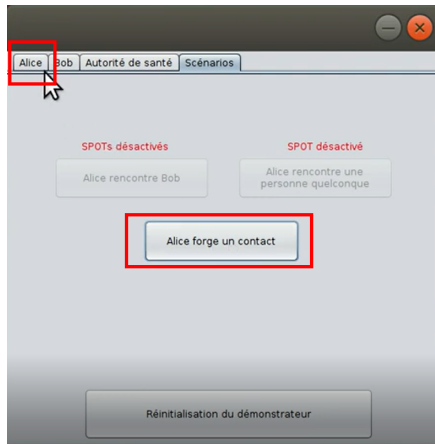 Alice Bob Autorité de santé Scénarios
SPOTs désactivés SPOT désactivé
Alice rencontre Bob
Alice rencontre une
personne quelconque
Alice forge un contact
Réinitialisation du démonstrateur